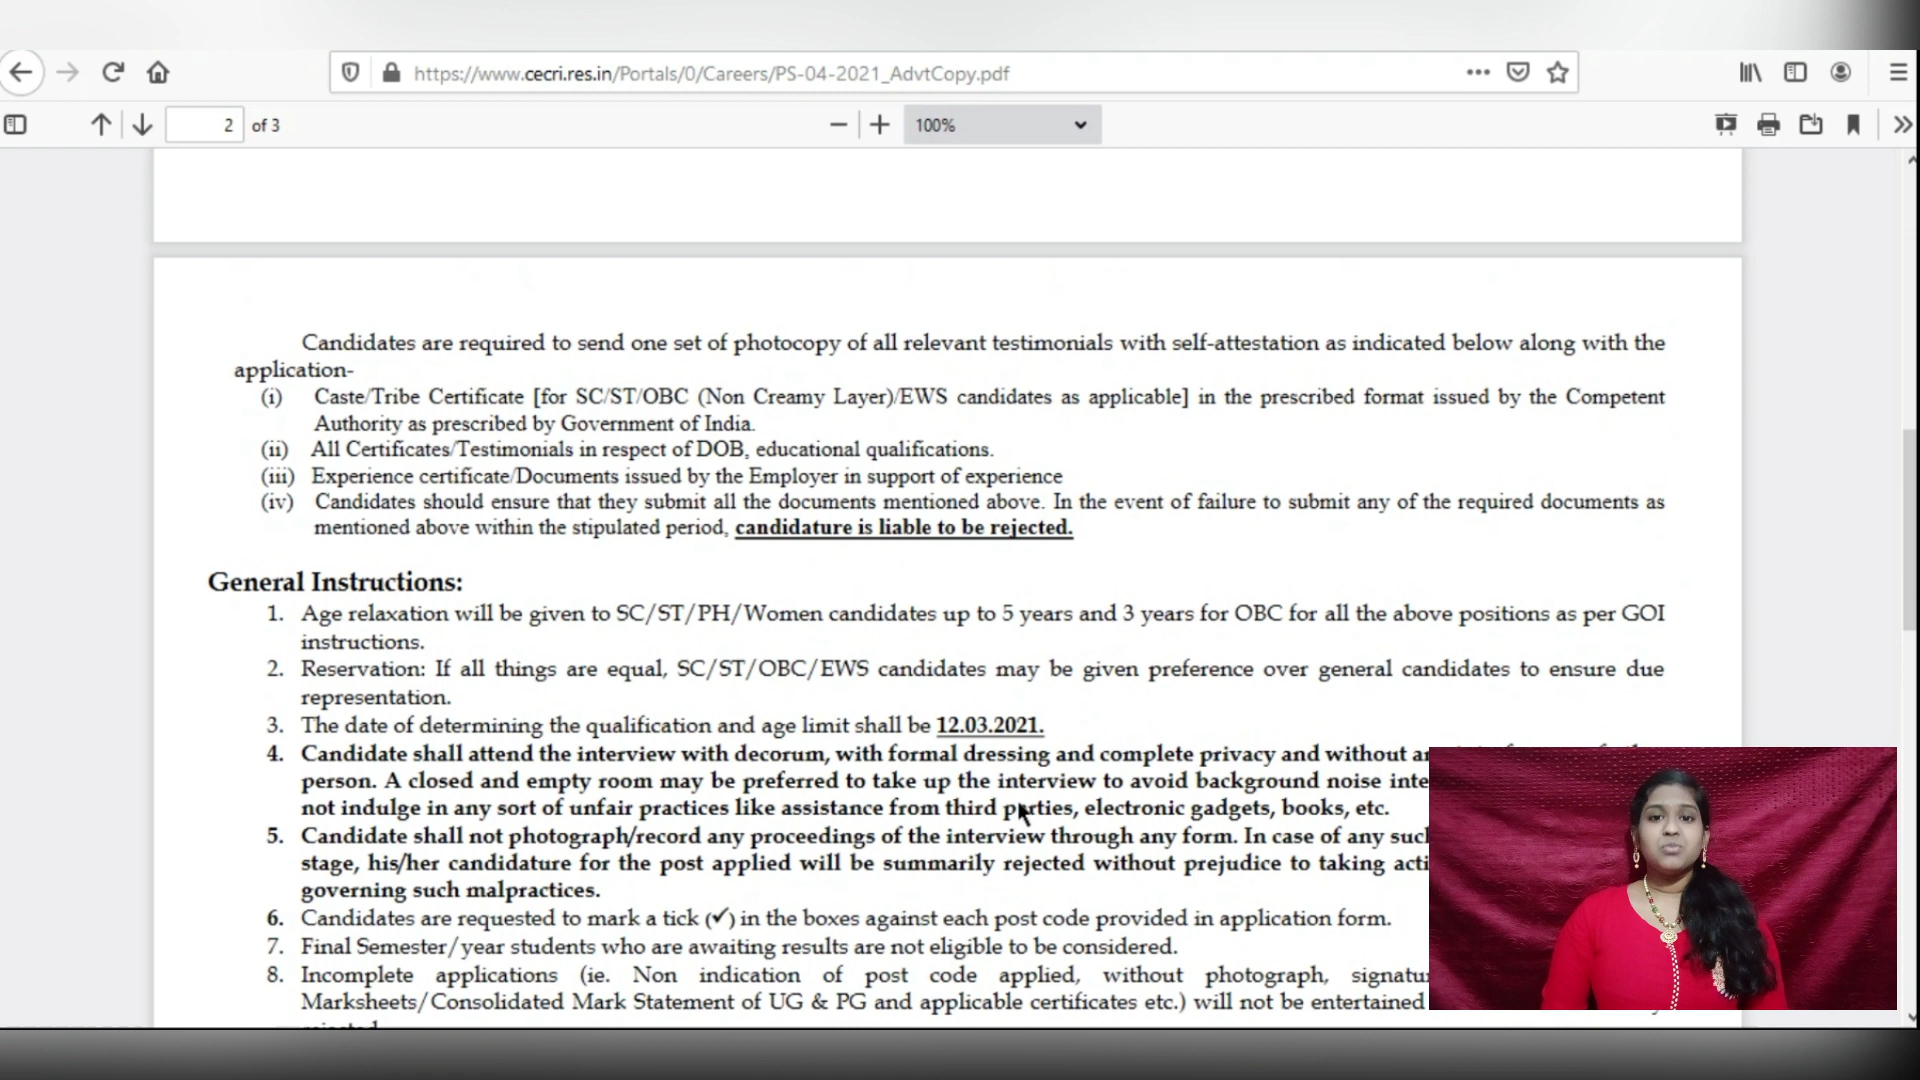 https://www.cecri.res.in/Portals/0/Careers/PS-04-2021_AdvtCopy.pdf
2 of 3
100%
Candidates are required to send one set of photocopy of all relevant testimonials with self-attestation as indicated below along with the
application-
(i) Caste/Tribe Certificate [for SC/ST/OBC (Non Creamy Layer)/EWS candidates as applicable] in the prescribed format issued by the Competent
Authority as prescribed by Government of India.
(ii) All Certificates/Testimonials in respect of DOB, educational qualifications.
(iii) Experience certificate/Documents issued by the Employer in support of experience
(iv) Candidates should ensure that they submit all the documents mentioned above. In the event of failure to submit any of the required documents as
mentioned above within the stipulated period, candidature is liable to be rejected.
General Instructions:
1. Age relaxation will be given to SC/ST/PH/Women candidates up to 5 years and 3 years for OBC for all the above positions as per GOI
instructions.
2. Reservation: If all things are equal, SC/ST/OBC/EWS candidates may be given preference over general candidates to ensure due
representation.
3. The date of determining the qualification and age limit shall be 12.03.2021.
4. Candidate shall attend the interview with decorum, with formal dressing and complete privacy and without
person. A closed and empty room may be preferred to take up the interview to avoid background noise
not indulge in any sort of unfair practices like assistance from third parties, electronic gadgets, books, etc.
5. Candidate shall not photograph/record any proceedings of the interview through any form. In case of any
stage, his/her candidature for the post applied will be summarily rejected without prejudice to taking
governing such malpractices.
6. Candidates are requested to mark a tick (✓) in the boxes against each post code provided in application form.
7. Final Semester/year students who are awaiting results are not eligible to be considered.
8. Incomplete applications (ie. Non indication of post code applied, without photograph,
Marksheets/Consolidated Mark Statement of UG & PG and applicable certificates etc.) will not be entertained